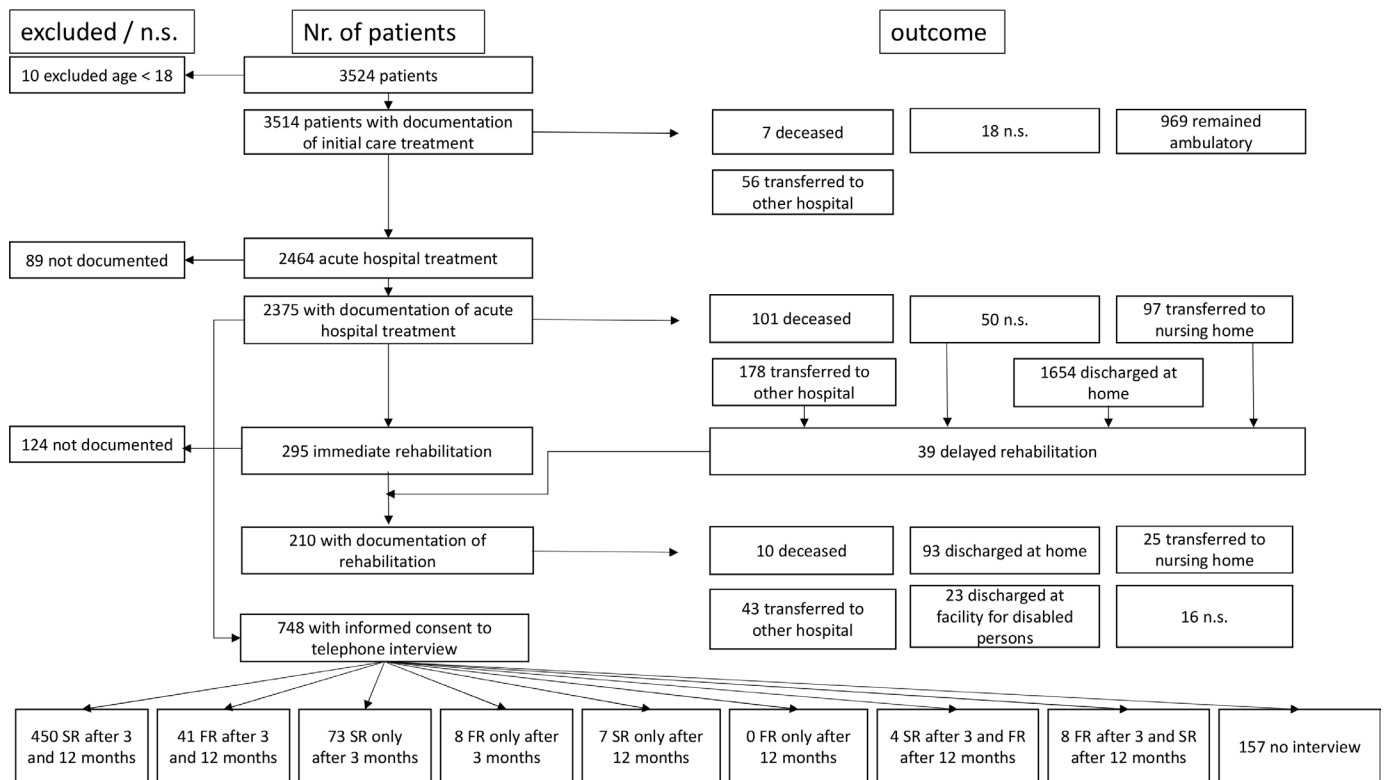 excluded / n.s.
Nr. of patients
outcome
10 excluded age < 18
3524 patients
3514 patients with documentation
of initial care treatment
7 deceased
18 n.s.
969 remained
ambulatory
56 transferred to
other hospital
89 not documented
2464 acute hospital treatment
2375 with documentation of acute
hospital treatment
101 deceased
50 n.s.
97 transferred to
nursing home
178 transferred to
other hospital
1654 discharged at
home
124 not documented
295 immediate rehabilitation
39 delayed rehabilitation
210 with documentation of
rehabilitation
10 deceased
93 discharged at home
25 transferred to
nursing home
43 transferred to
other hospital
23 discharged at
facility for disabled
persons
16 n.s.
748 with informed consent to
telephone interview
450 SR after 3
and 12 months
41 FR after 3
and 12 months
73 SR only
after 3 months
8 FR only after
3 months
7 SR only after
12 months
0 FR only after
12 months
4 SR after 3 and FR
after 12 months
8 FR after 3 and SR
after 12 months
157 no interview